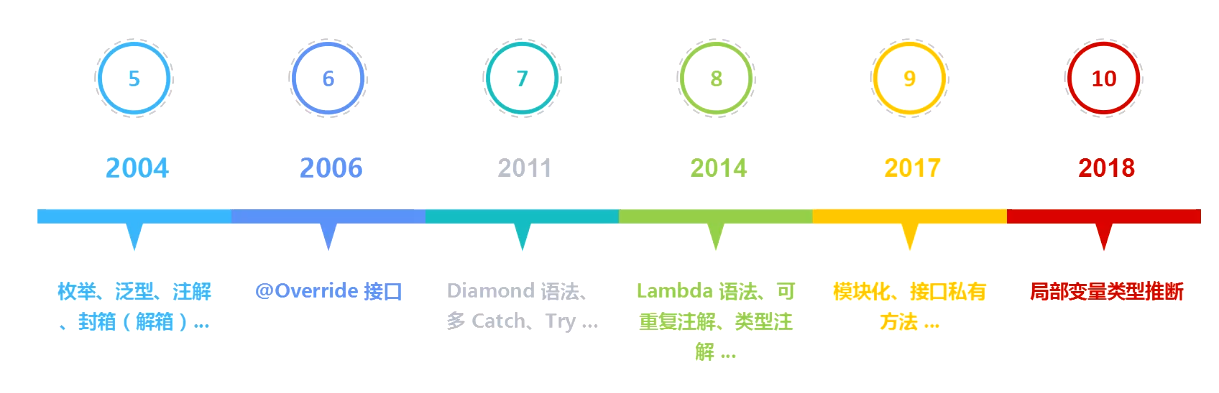 5
6
7
8
9
10
2004
2006
2011
2014
2017
2018
枚举、泛型、注解
、封箱（解箱）...
@Override 接口
Diamond 语法、
多 Catch、Try ...
Lambda 语法、可
重复注解、类型注
解 ...
模块化、接口私有
方法 ...
局部变量类型推断